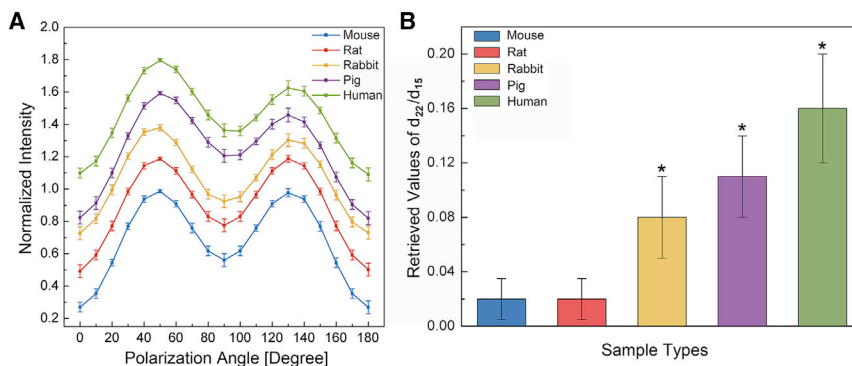 A
2.0
1.8
1.6
1.4
1.2
1.0
0.8
0.6
0.4
0.2
Normalized Intensity
Mouse
Rat
Rabbit
Pig
Human
0 20 40 60 80 100 120 140 160 180
Polarization Angle [Degree]
B
0.20
0.16
0.12
0.08
0.04
0.00
Retrieved Values of d22/d15
Mouse
Rat
Rabbit
Pig
Human
* * * 
Sample Types